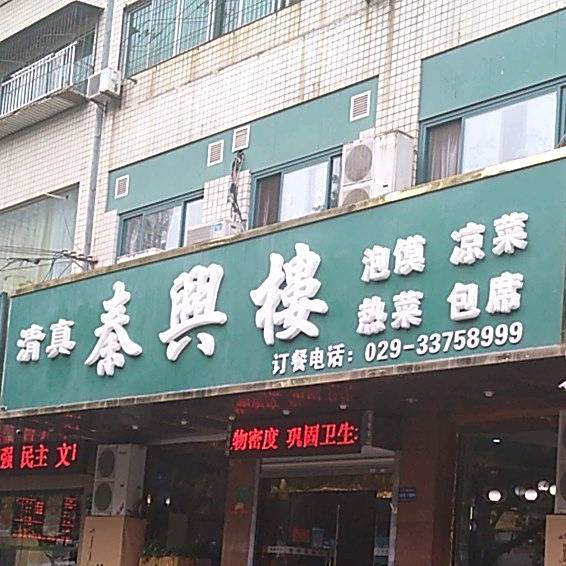 清真 秦興樓
泡馍 凉菜
热菜 包席
订餐电话：029-33758999
物密度 巩固卫生
强 民主 文